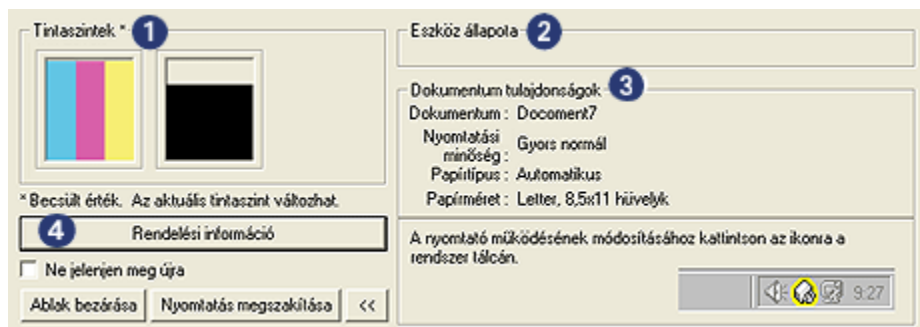 Tintaszintek * 1
* Becsült érték. Az aktuális tintaszint változhat.
4 Rendelési információ
Ne jelenjen meg újra
Ablak bezárása Nyomtatás megszakítása <<
Eszköz állapota 2
Dokumentum tulajdonságok 3
Dokumentum : Docoment7
Nyomtatási
minőség : Gyors normál
Papírtípus : Automatikus
Papírméret : Letter, 8,5x11 hüvelyk
A nyomtató működésének módosításához kattintson az ikonra a
rendszer tálcán.
9:27